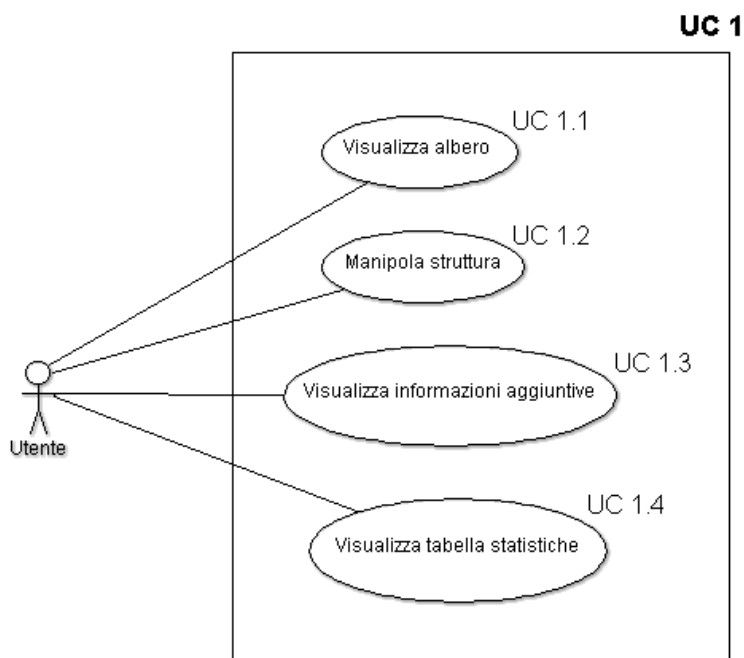 UC 1
UC 1.1
Visualizza albero
UC 1.2
Manipola struttura
UC 1.3
Visualizza informazioni aggiuntive
Utente
UC 1.4
Visualizza tabella statistiche